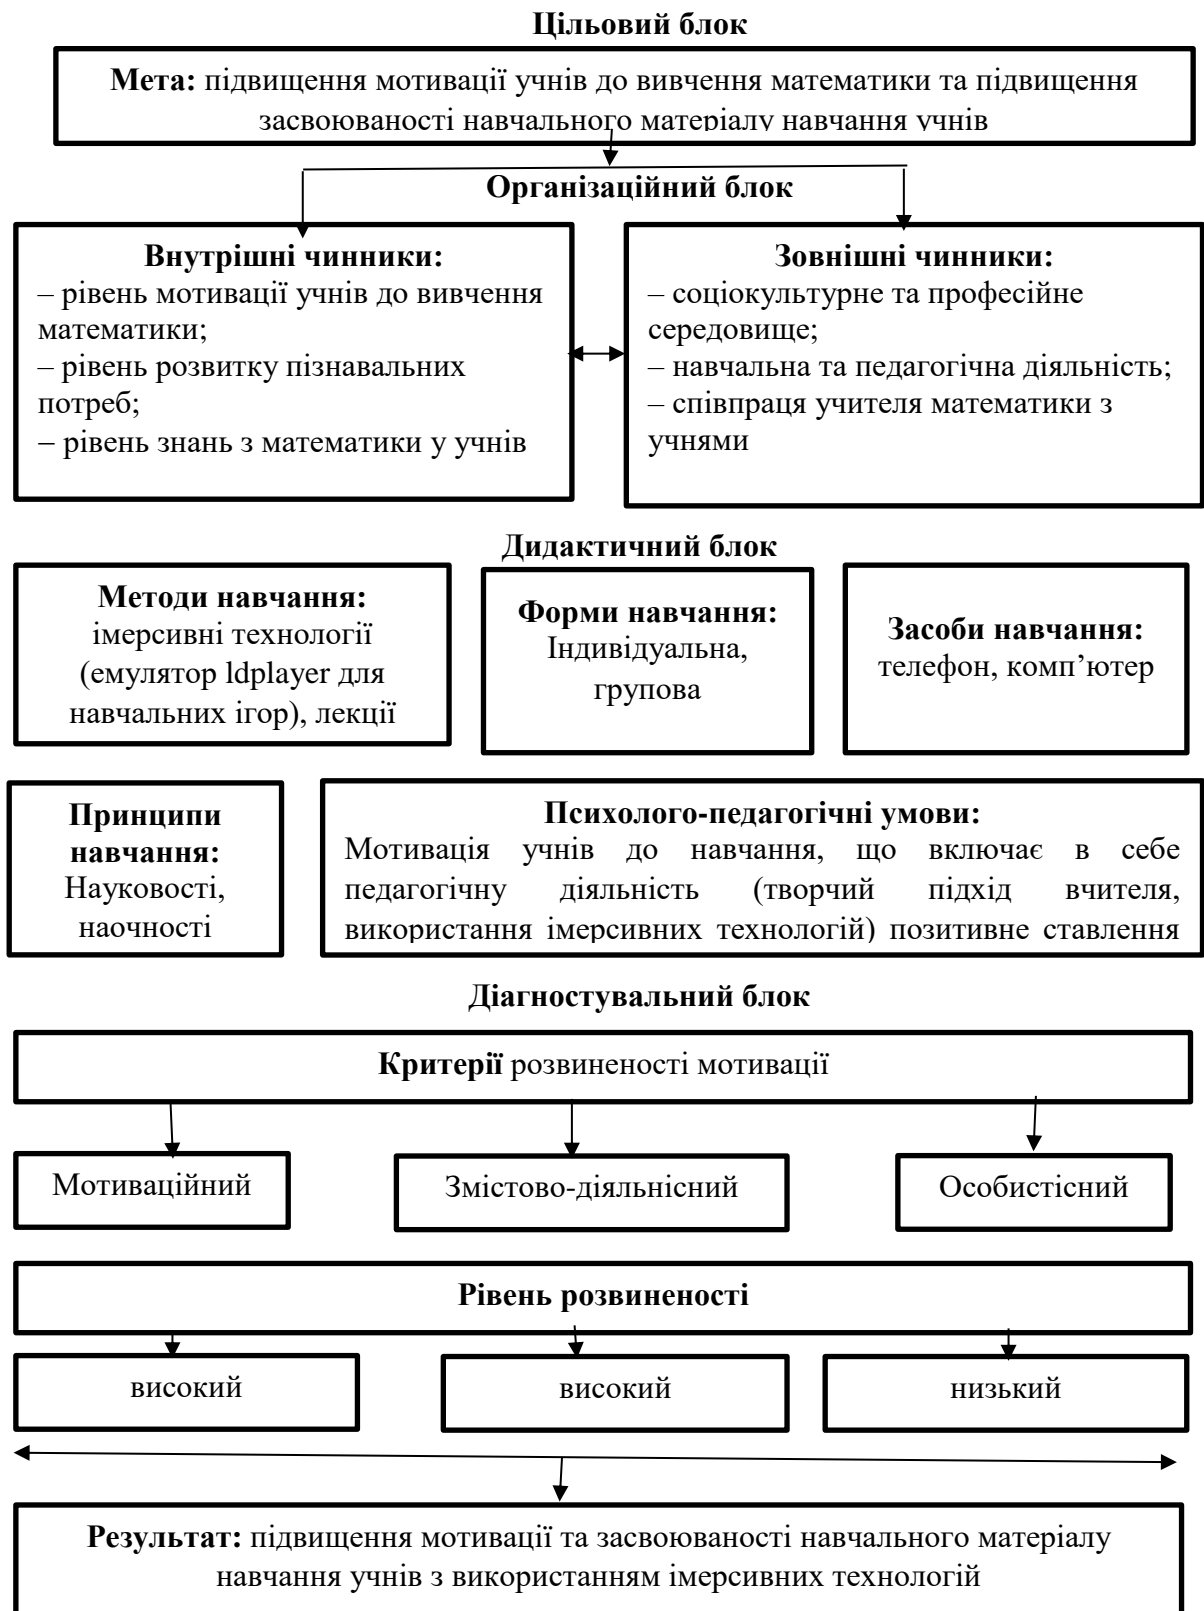 Цільовий блок
Мета: підвищення мотивації учнів до вивчення математики та підвищення
засвоюваності навчального матеріалу навчання учнів
Організаційний блок
Внутрішні чинники:
– рівень мотивації учнів до вивчення
математики;
– рівень розвитку пізнавальних
потреб;
– рівень знань з математики у учнів
Зовнішні чинники:
– соціокультурне та професійне
середовище;
– навчальна та педагогічна діяльність;
– співпраця учителя математики з
учнями
Дидактичний блок
Методи навчання:
імерсивні технології
(емулятор ldplayer для
навчальних ігор), лекції
Форми навчання:
Індивідуальна,
групова
Засоби навчання:
телефон, комп’ютер
Принципи
навчання:
Науковості,
наочності
Психолого-педагогічні умови:
Мотивація учнів до навчання, що включає в себе
педагогічну діяльність (творчий підхід вчителя,
використання імерсивних технологій) позитивне ставлення
Діагностувальний блок
Критерії розвиненості мотивації
Мотиваційний
Змістово-діяльнісний
Особистісний
Рівень розвиненості
високий
високий
низький
Результат: підвищення мотивації та засвоюваності навчального матеріалу
навчання учнів з використанням імерсивних технологій